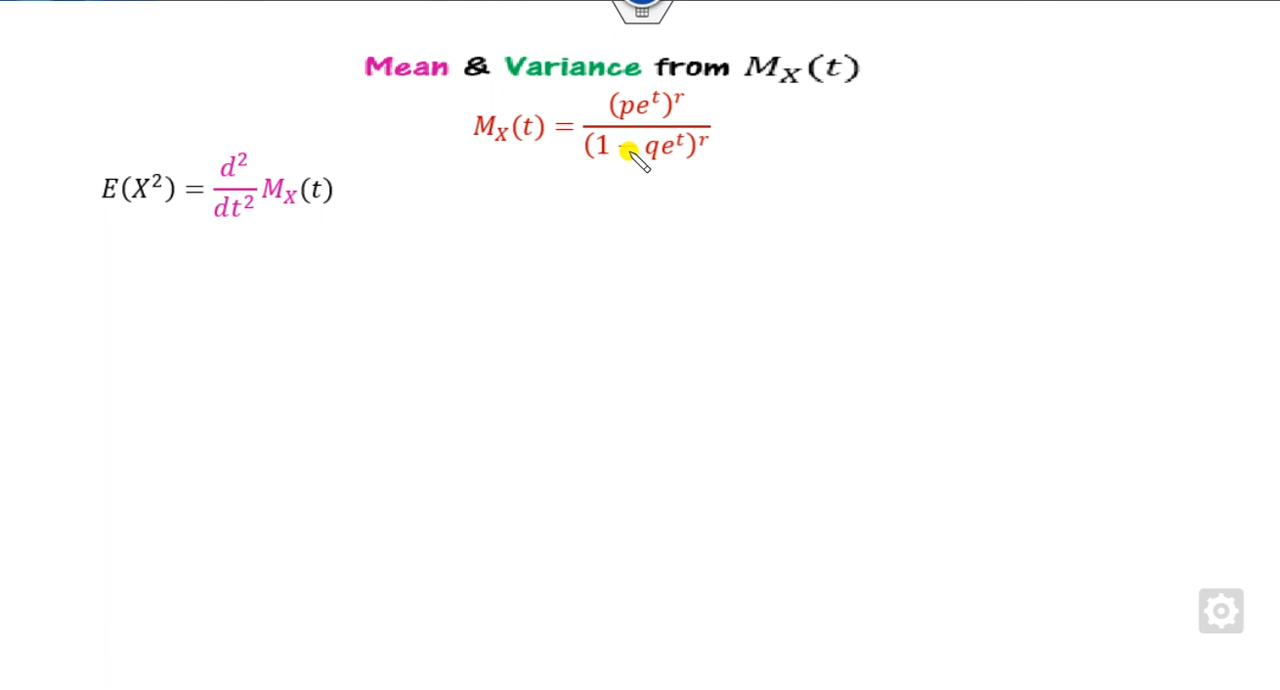 Mean & Variance from M_X(t)
M_X(t) = (pe^t)^r / (1 - qe^t)^r
E(X^2) = d^2/dt^2 M_X(t)